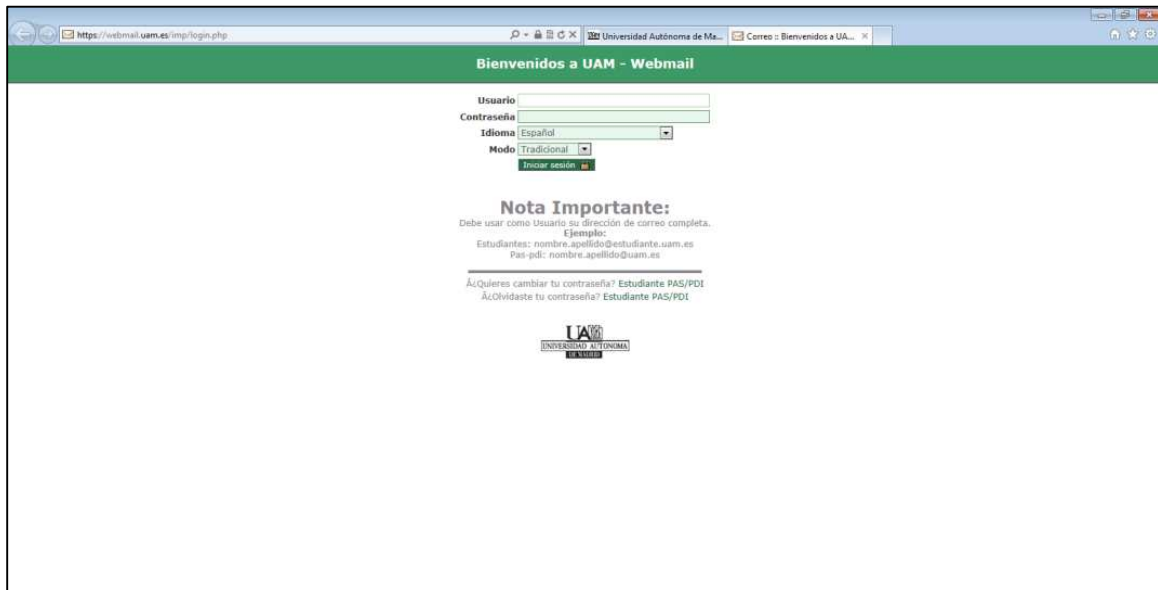 https://webmail.uam.es/imp/login.php
Universidad Autónoma de Ma...
Correo :: Bienvenidos a UA...
Bienvenidos a UAM - Webmail
Usuario
Contraseña
Idioma Español
Modo Tradicional
Iniciar sesión
Nota Importante:
Debe usar como Usuario su dirección de correo completa.
Ejemplo:
Estudiantes: nombre.apellido@estudiante.uam.es
Pas-pdi: nombre.apellido@uam.es
Â¿Quieres cambiar tu contraseña? Estudiante PAS/PDI
Â¿Olvidaste tu contraseña? Estudiante PAS/PDI
UA
UNIVERSIDAD AUTONOMA
DE MADRID